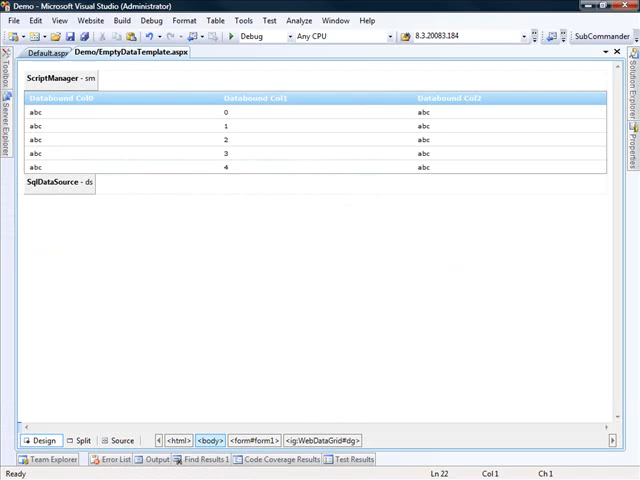 Demo - Microsoft Visual Studio (Administrator)
File Edit View Website Build Debug Format Table Tools Test Analyze Window Help
Debug Any CPU 8.3.20083.184 SubCommander
Default.aspx Demo/EmptyDataTemplate.aspx
Toolbox
Server Explorer
ScriptManager - sm
Databound Col0 Databound Col1 Databound Col2
abc 0 abc
abc 1 abc
abc 2 abc
abc 3 abc
abc 4 abc
SqlDataSource - ds
Solution Explorer
Properties
Design Split Source <html> <body> <form#form1> <ig:WebDataGrid#dg>
Team Explorer Error List Output Find Results 1 Code Coverage Results Test Results
Ready Ln 22 Col 1 Ch 1